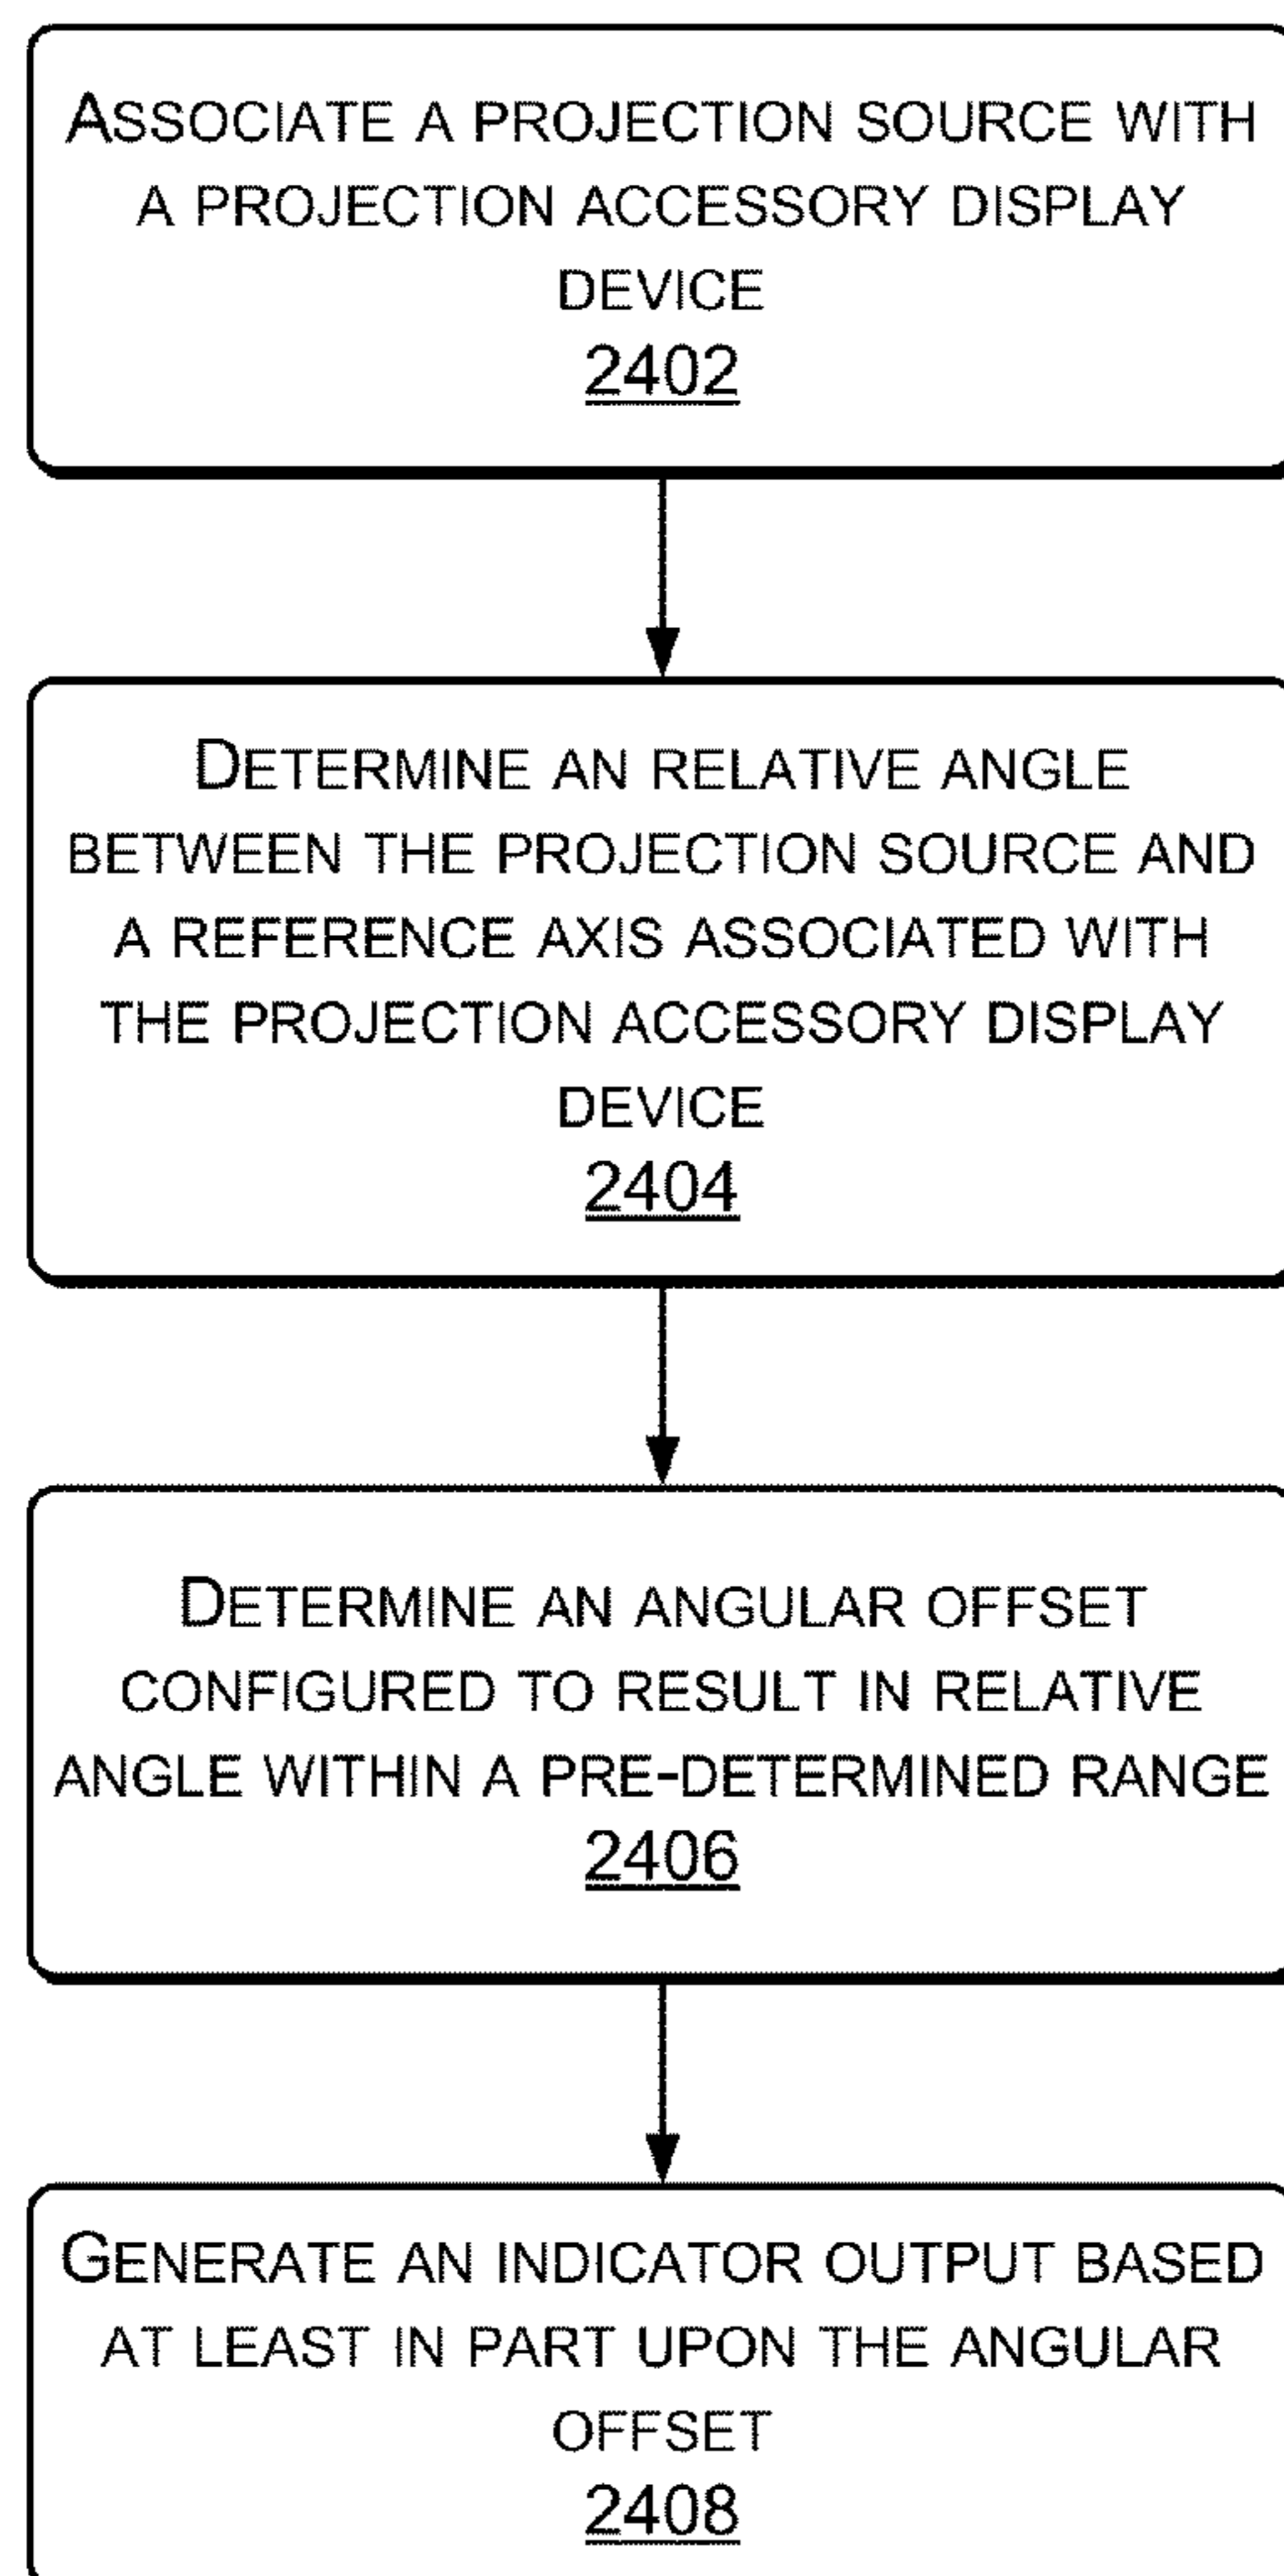 ASSOCIATE A PROJECTION SOURCE WITH
A PROJECTION ACCESSORY DISPLAY
DEVICE
2402
DETERMINE AN RELATIVE ANGLE
BETWEEN THE PROJECTION SOURCE AND
A REFERENCE AXIS ASSOCIATED WITH
THE PROJECTION ACCESSORY DISPLAY
DEVICE
2404
DETERMINE AN ANGULAR OFFSET
CONFIGURED TO RESULT IN RELATIVE
ANGLE WITHIN A PRE-DETERMINED RANGE
2406
GENERATE AN INDICATOR OUTPUT BASED
AT LEAST IN PART UPON THE ANGULAR
OFFSET
2408